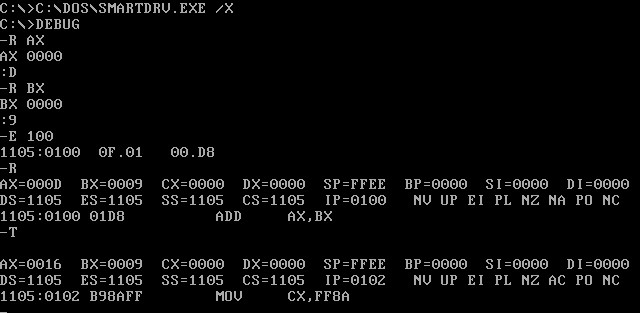 C:\>C:\DOS\SMARTDRV.EXE /X
C:\>DEBUG
-R AX
AX 0000
:D
-R BX
BX 0000
:9
-E 100
1105:0100  0F.01   00.D8
-R
AX=000D  BX=0009  CX=0000  DX=0000  SP=FFEE  BP=0000  SI=0000  DI=0000
DS=1105  ES=1105  SS=1105  CS=1105  IP=0100   NV UP EI PL NZ NA PO NC
1105:0100 01D8          ADD     AX,BX
-T
AX=0016  BX=0009  CX=0000  DX=0000  SP=FFEE  BP=0000  SI=0000  DI=0000
DS=1105  ES=1105  SS=1105  CS=1105  IP=0102   NV UP EI PL NZ AC PO NC
1105:0102 B98AFF        MOV     CX,FF8A